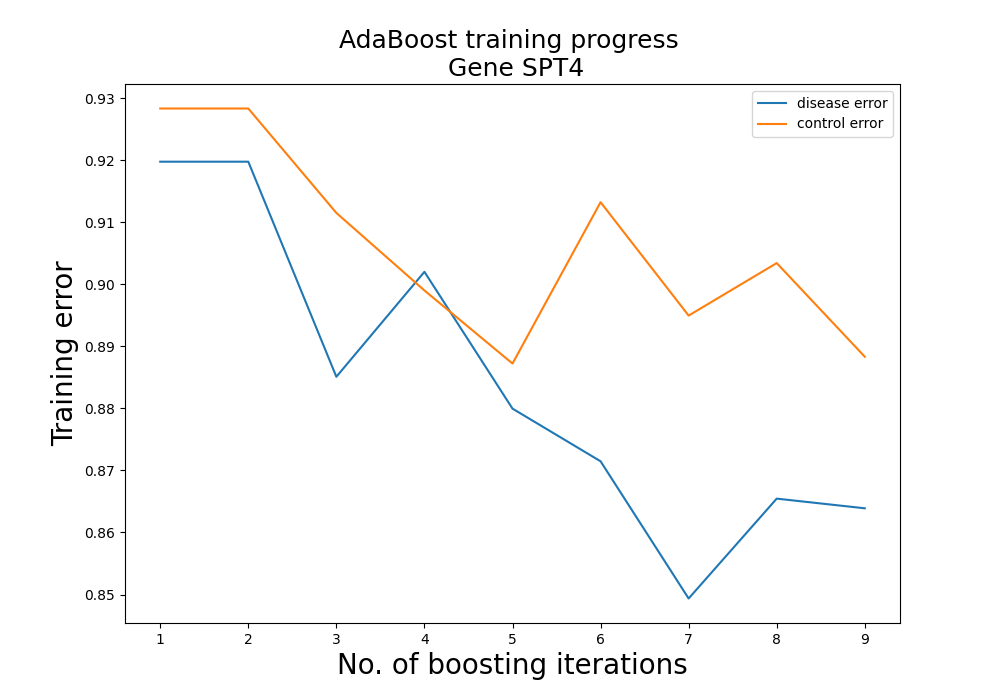 AdaBoost training progress
Gene SPT4
disease error
control error
Training error
0.93
0.92
0.91
0.90
0.89
0.88
0.87
0.86
0.85
1 2 3 4 5 6 7 8 9
No. of boosting iterations